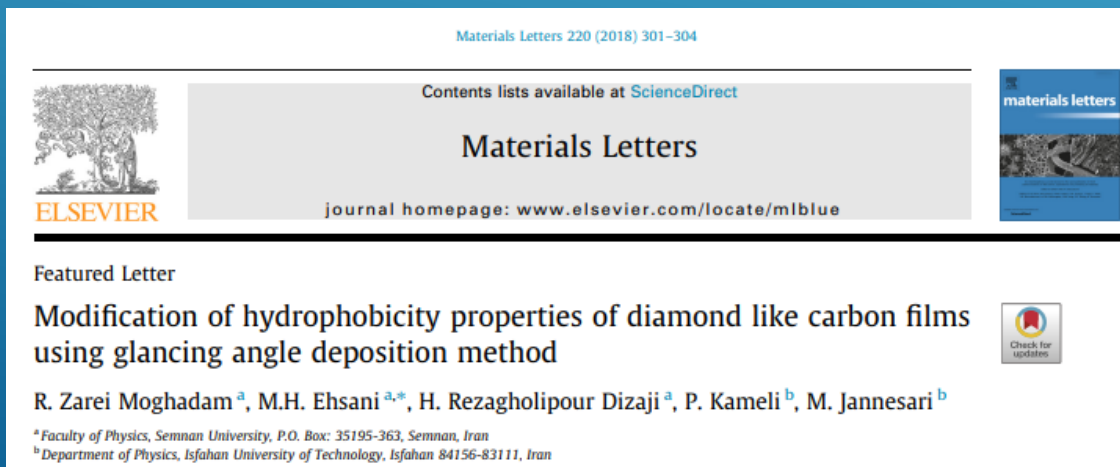 Materials Letters 220 (2018) 301–304
Contents lists available at ScienceDirect
Materials Letters
journal homepage: www.elsevier.com/locate/mlblue
ELSEVIER
materials letters
Featured Letter
Modification of hydrophobicity properties of diamond like carbon films
using glancing angle deposition method
Check for
updates
R. Zarei Moghadam a, M.H. Ehsani a,*, H. Rezagholipour Dizaji a, P. Kameli b, M. Jannesari b
a Faculty of Physics, Semnan University, P.O. Box: 35195-363, Semnan, Iran
b Department of Physics, Isfahan University of Technology, Isfahan 84156-83111, Iran